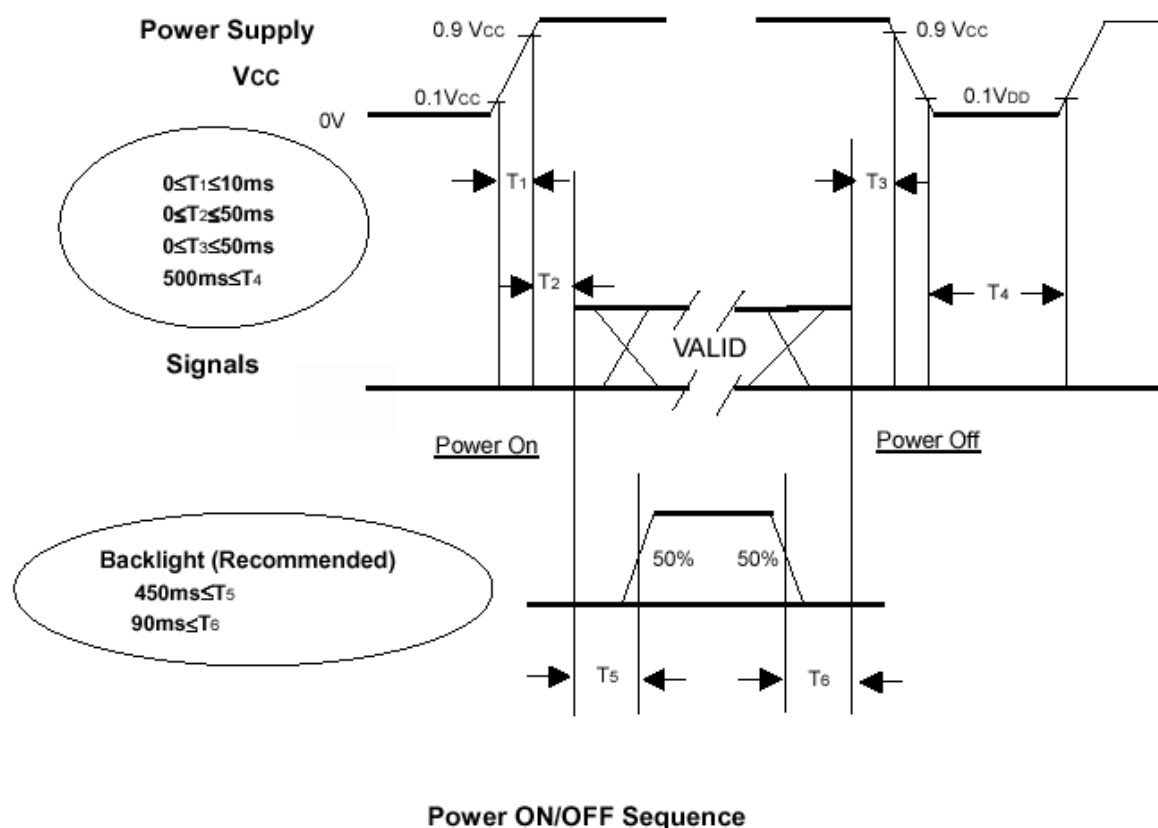 Power Supply
VCC
0.9 VCC
0.1VCC
0V
0.9 VCC
0.1VDD
0≤T1≤10ms
0≤T2≤50ms
0≤T3≤50ms
500ms≤T4
T1
T3
T2
T4
Signals
VALID
Power On
Power Off
Backlight (Recommended)
450ms≤T5
90ms≤T6
50%
50%
T5
T6
Power ON/OFF Sequence